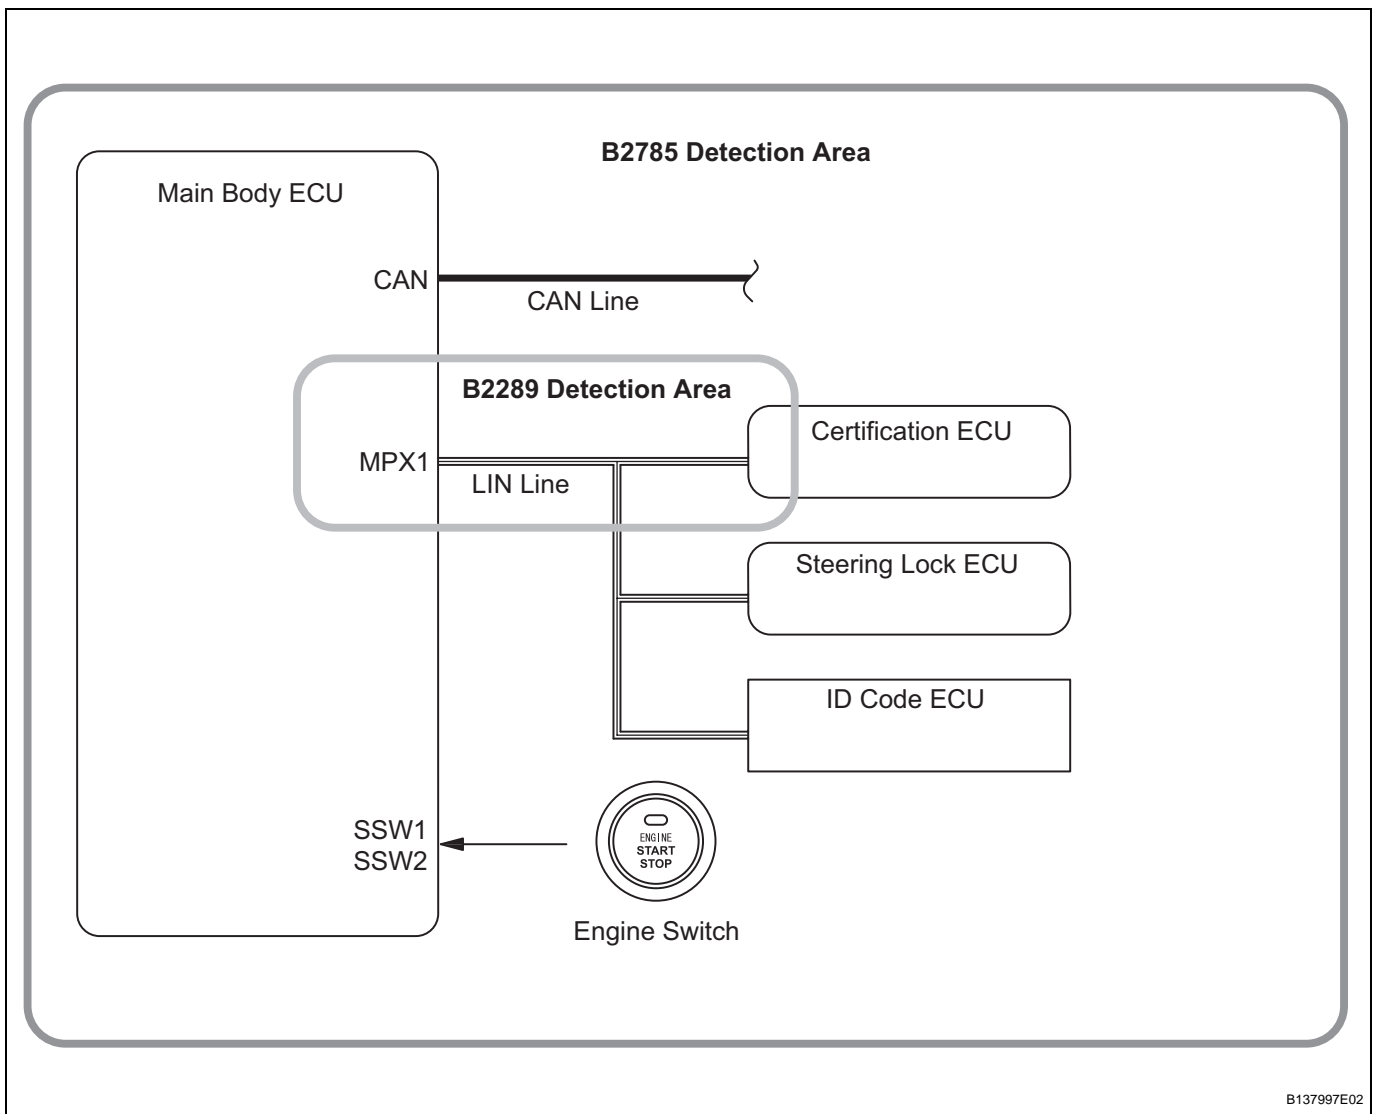 B2785 Detection Area
Main Body ECU
CAN
CAN Line
B2289 Detection Area
Certification ECU
MPX1
LIN Line
Steering Lock ECU
ID Code ECU
SSW1
SSW2
ENGINE
START
STOP
Engine Switch
B137997E02